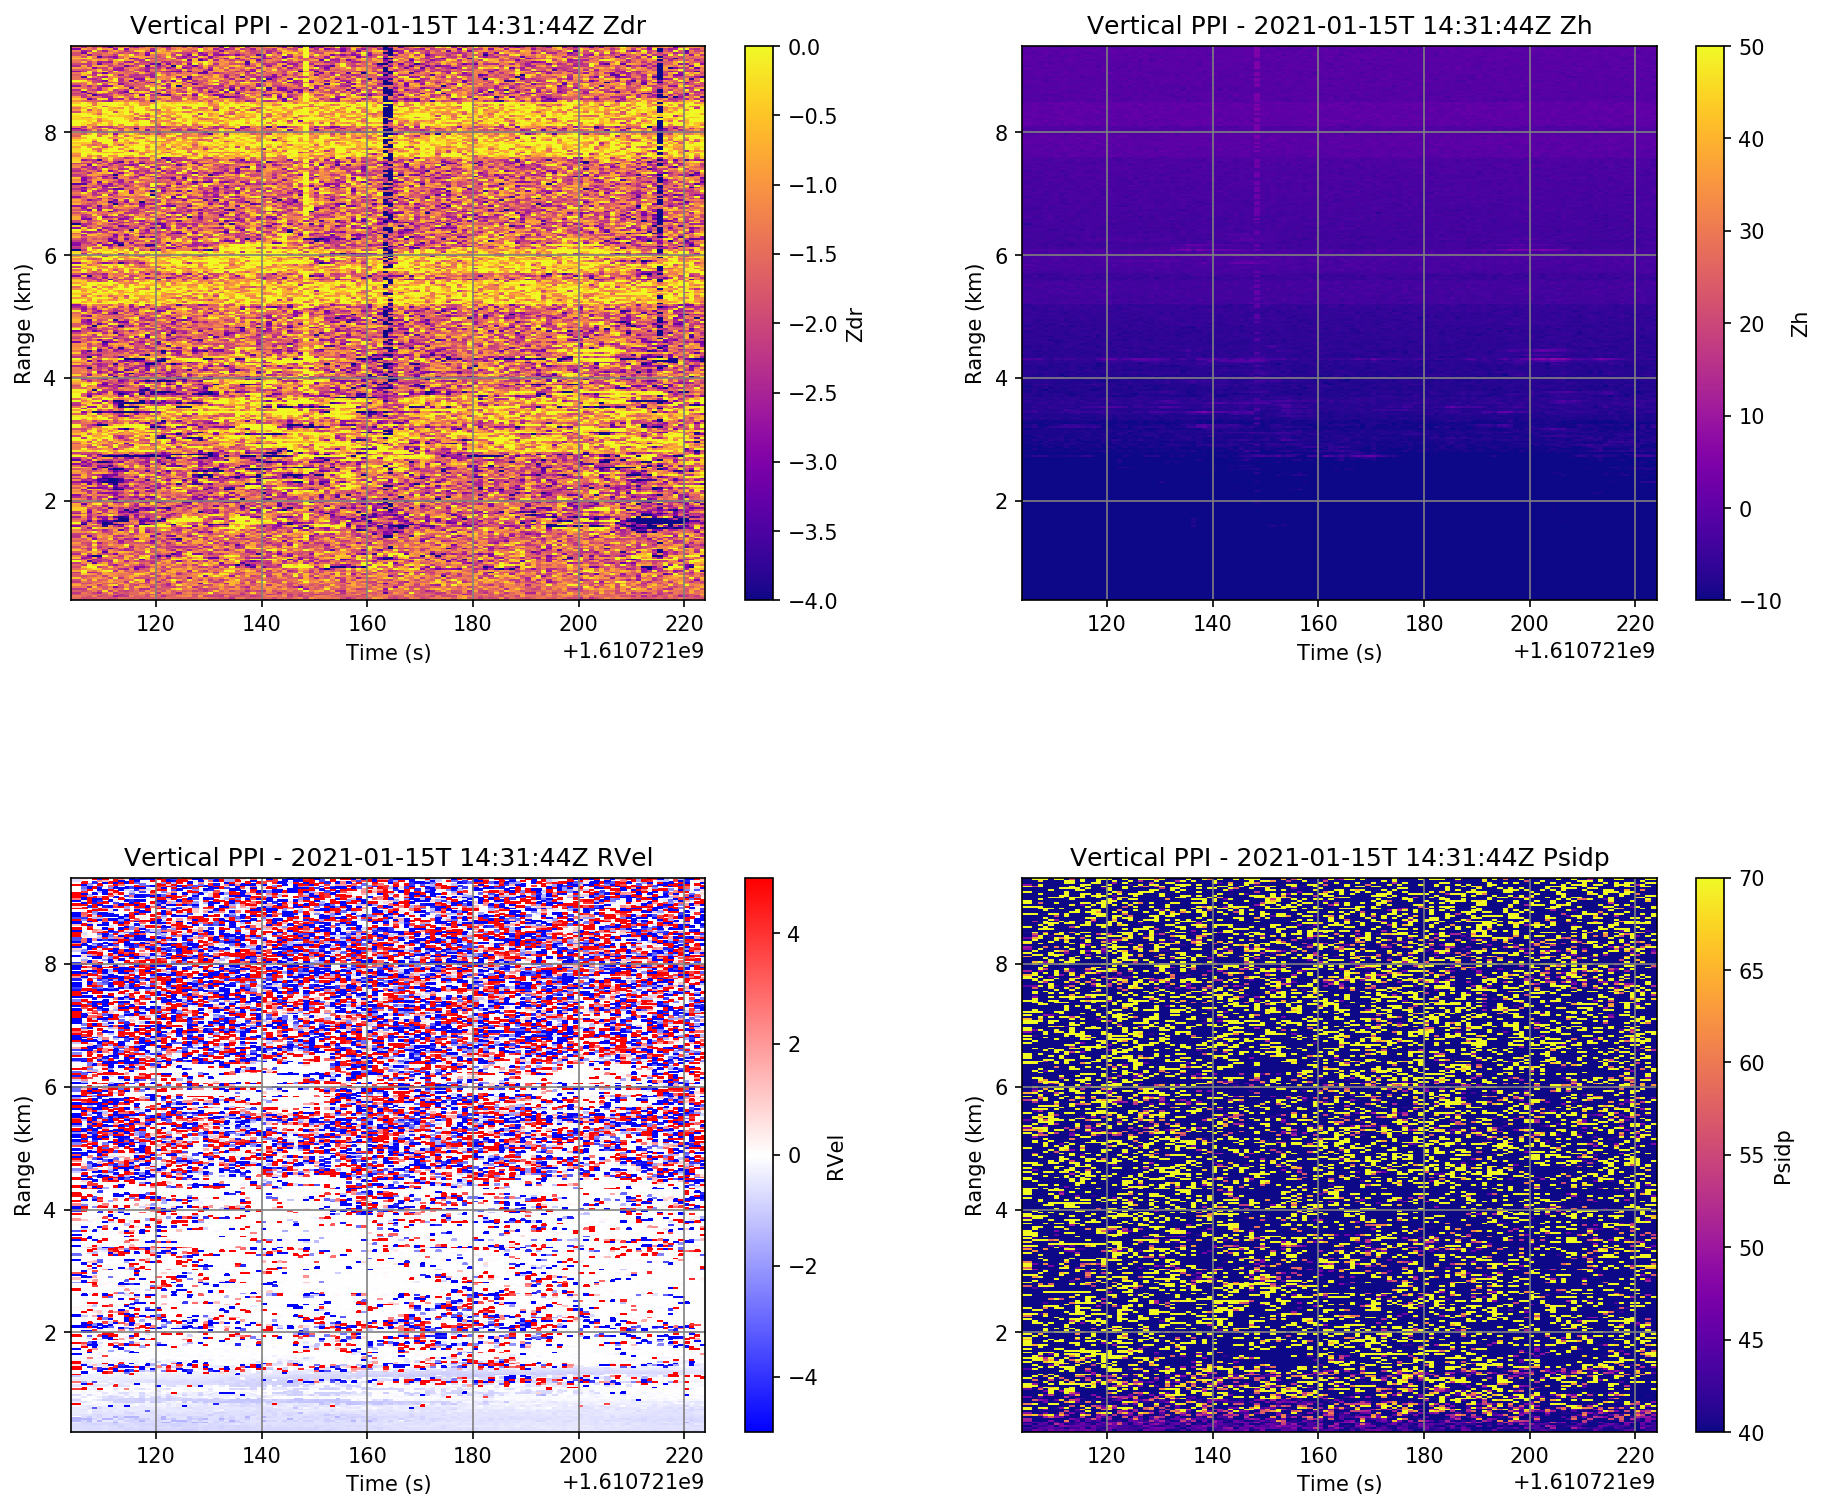 Vertical PPI - 2021-01-15T 14:31:44Z Zdr
Range (km)
8
6
4
2
120 140 160 180 200 220
Time (s)
+1.610721e9
0.0
−0.5
−1.0
−1.5
−2.0
−2.5
−3.0
−3.5
−4.0
Zdr
Vertical PPI - 2021-01-15T 14:31:44Z Zh
Range (km)
8
6
4
2
120 140 160 180 200 220
Time (s)
+1.610721e9
50
40
30
20
10
0
−10
Zh
Vertical PPI - 2021-01-15T 14:31:44Z RVel
Range (km)
8
6
4
2
120 140 160 180 200 220
Time (s)
+1.610721e9
4
2
0
−2
−4
RVel
Vertical PPI - 2021-01-15T 14:31:44Z Psidp
Range (km)
8
6
4
2
120 140 160 180 200 220
Time (s)
+1.610721e9
70
65
60
55
50
45
40
Psidp